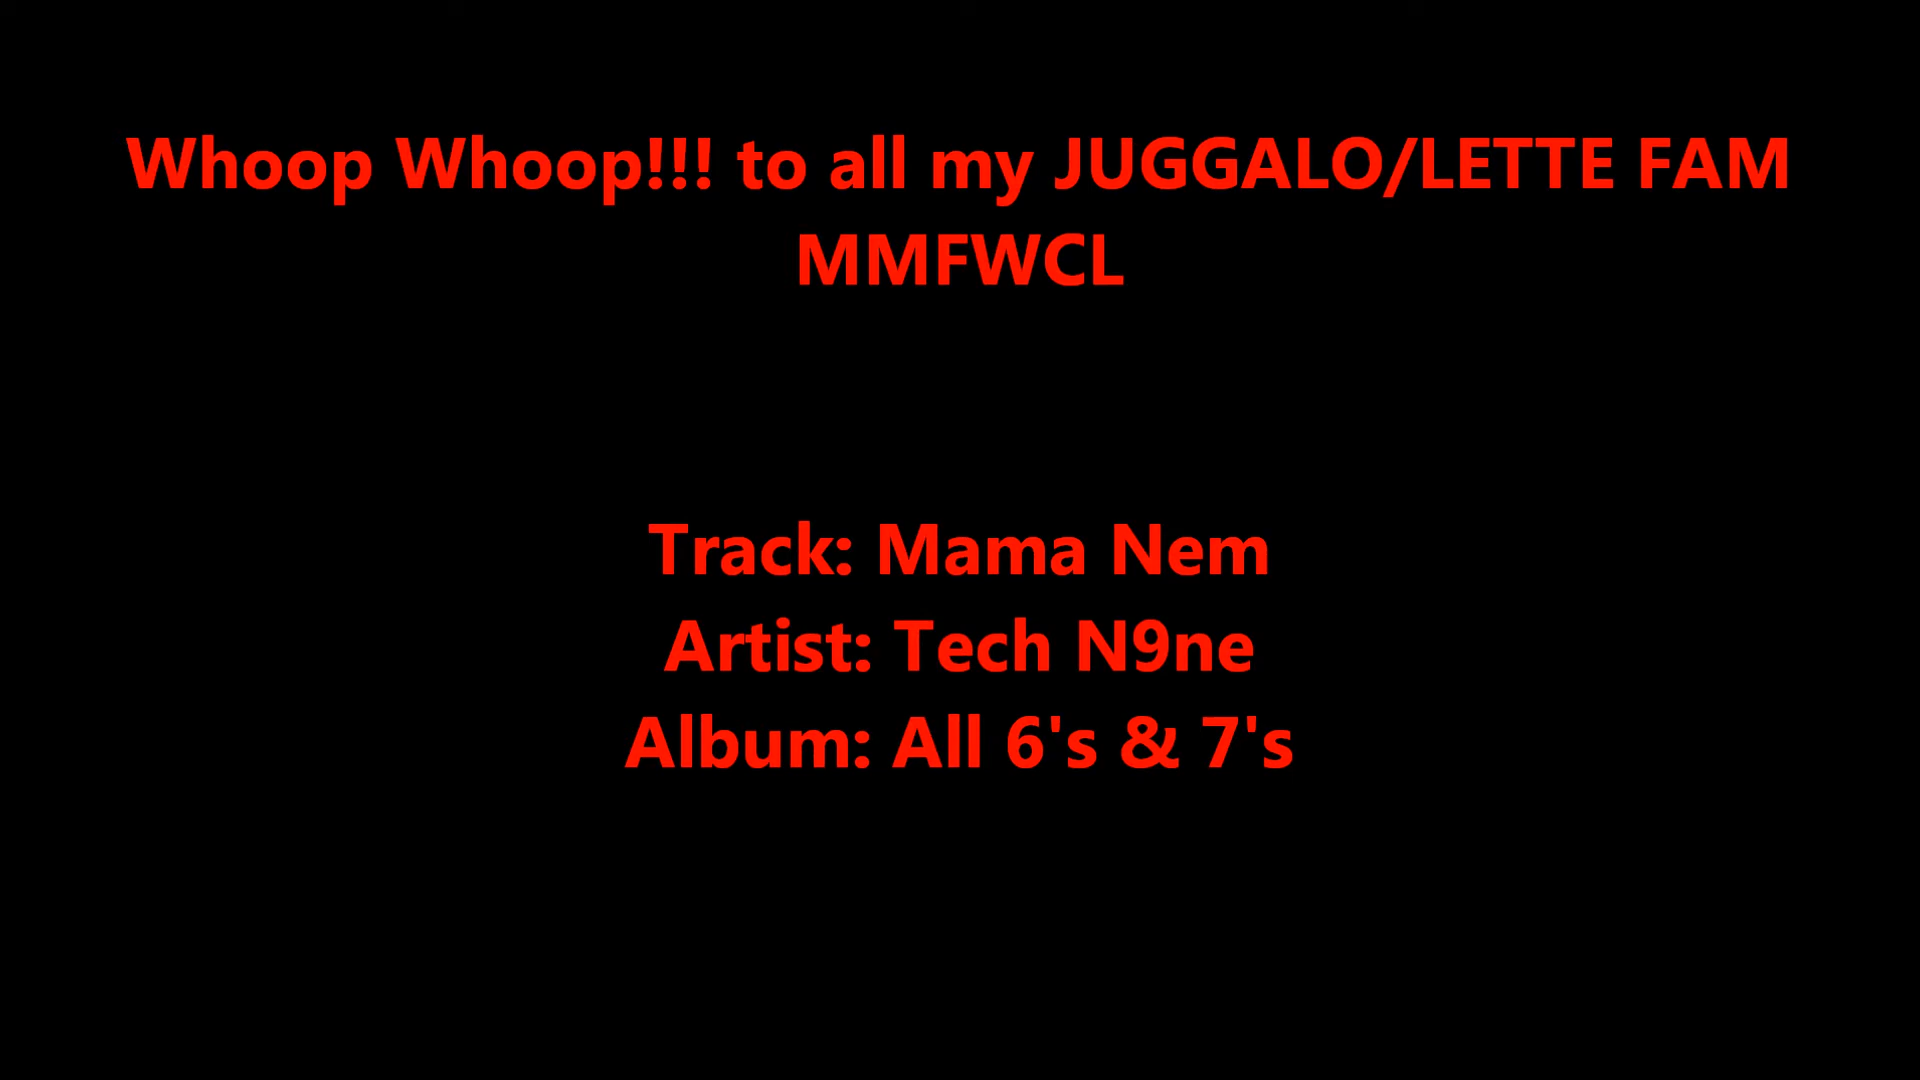 Whoop Whoop!!! to all my JUGGALO/LETTE FAM
MMFWCL
Track: Mama Nem
Artist: Tech N9ne
Album: All 6's & 7's